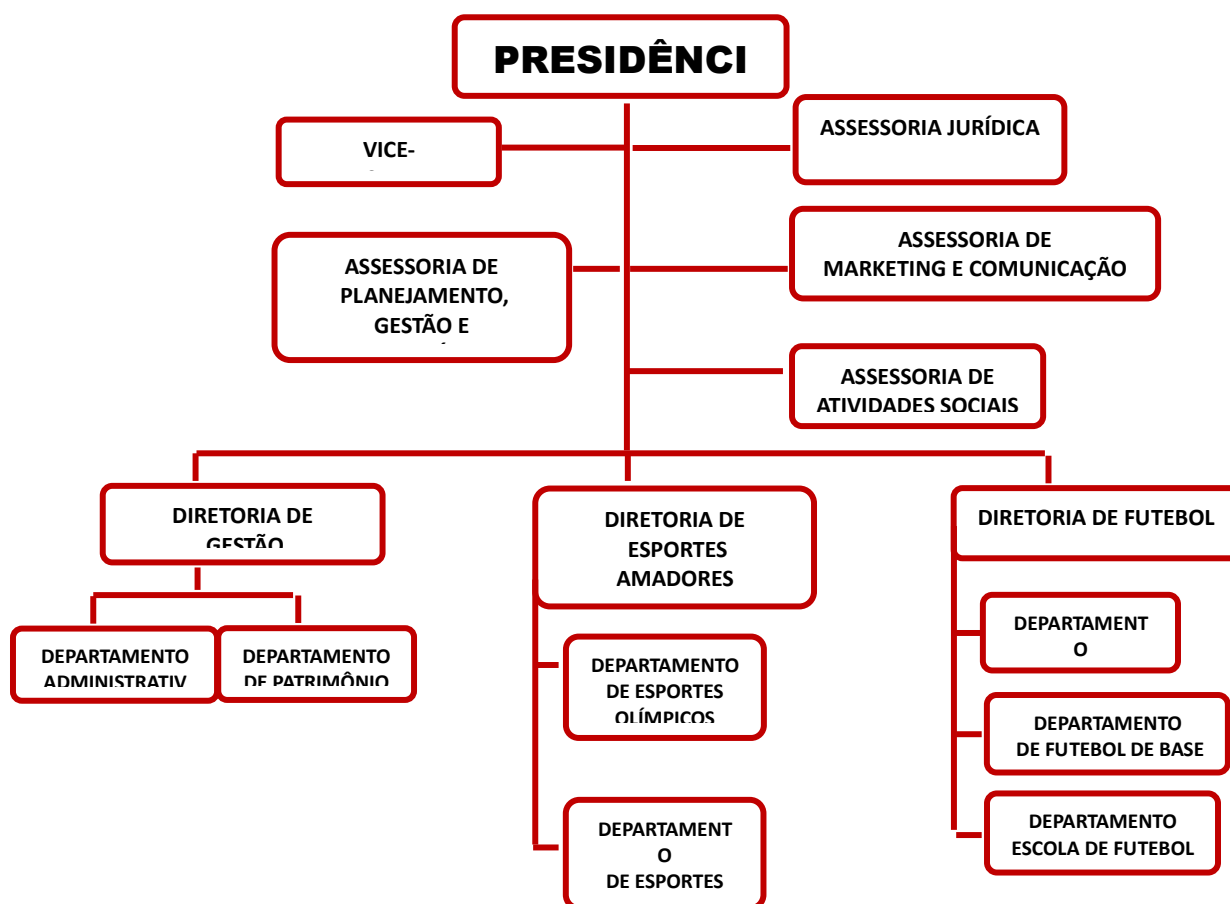 PRESIDÊNCI
VICE-
ASSESSORIA JURÍDICA
ASSESSORIA DE
PLANEJAMENTO,
GESTÃO E
ASSESSORIA DE
MARKETING E COMUNICAÇÃO
ASSESSORIA DE
ATIVIDADES SOCIAIS
DIRETORIA DE
GESTÃO
DIRETORIA DE
ESPORTES
AMADORES
DIRETORIA DE FUTEBOL
DEPARTAMENTO
ADMINISTRATIV
DEPARTAMENTO
DE PATRIMÔNIO
DEPARTAMENTO
DE ESPORTES
OLÍMPICOS
DEPARTAMENT
O
DE ESPORTES
DEPARTAMENT
O
DEPARTAMENTO
DE FUTEBOL DE BASE
DEPARTAMENTO
ESCOLA DE FUTEBOL